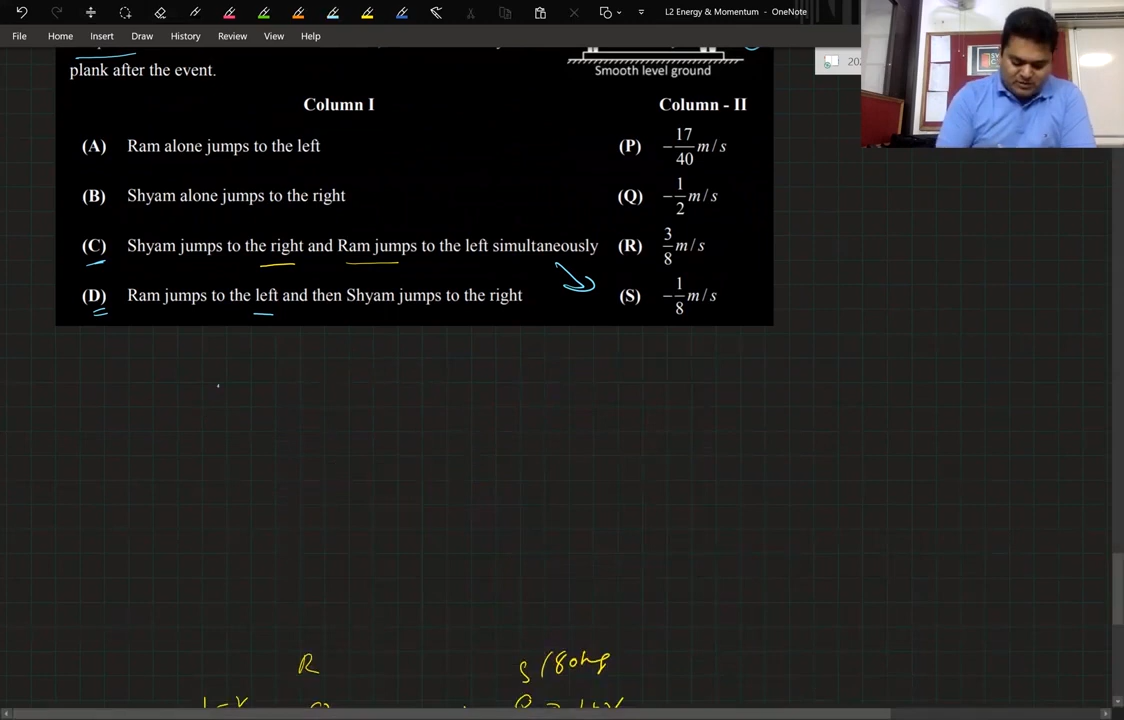 L2 Energy & Momentum - OneNote
File Home Insert Draw History Review View Help
plank after the event.
Smooth level ground
202
Column I Column - II
(A) Ram alone jumps to the left (P) -17/40 m/s
(B) Shyam alone jumps to the right (Q) -1/2 m/s
(C) Shyam jumps to the right and Ram jumps to the left simultaneously (R) 3/8 m/s
(D) Ram jumps to the left and then Shyam jumps to the right (S) -1/8 m/s
R S (80kg